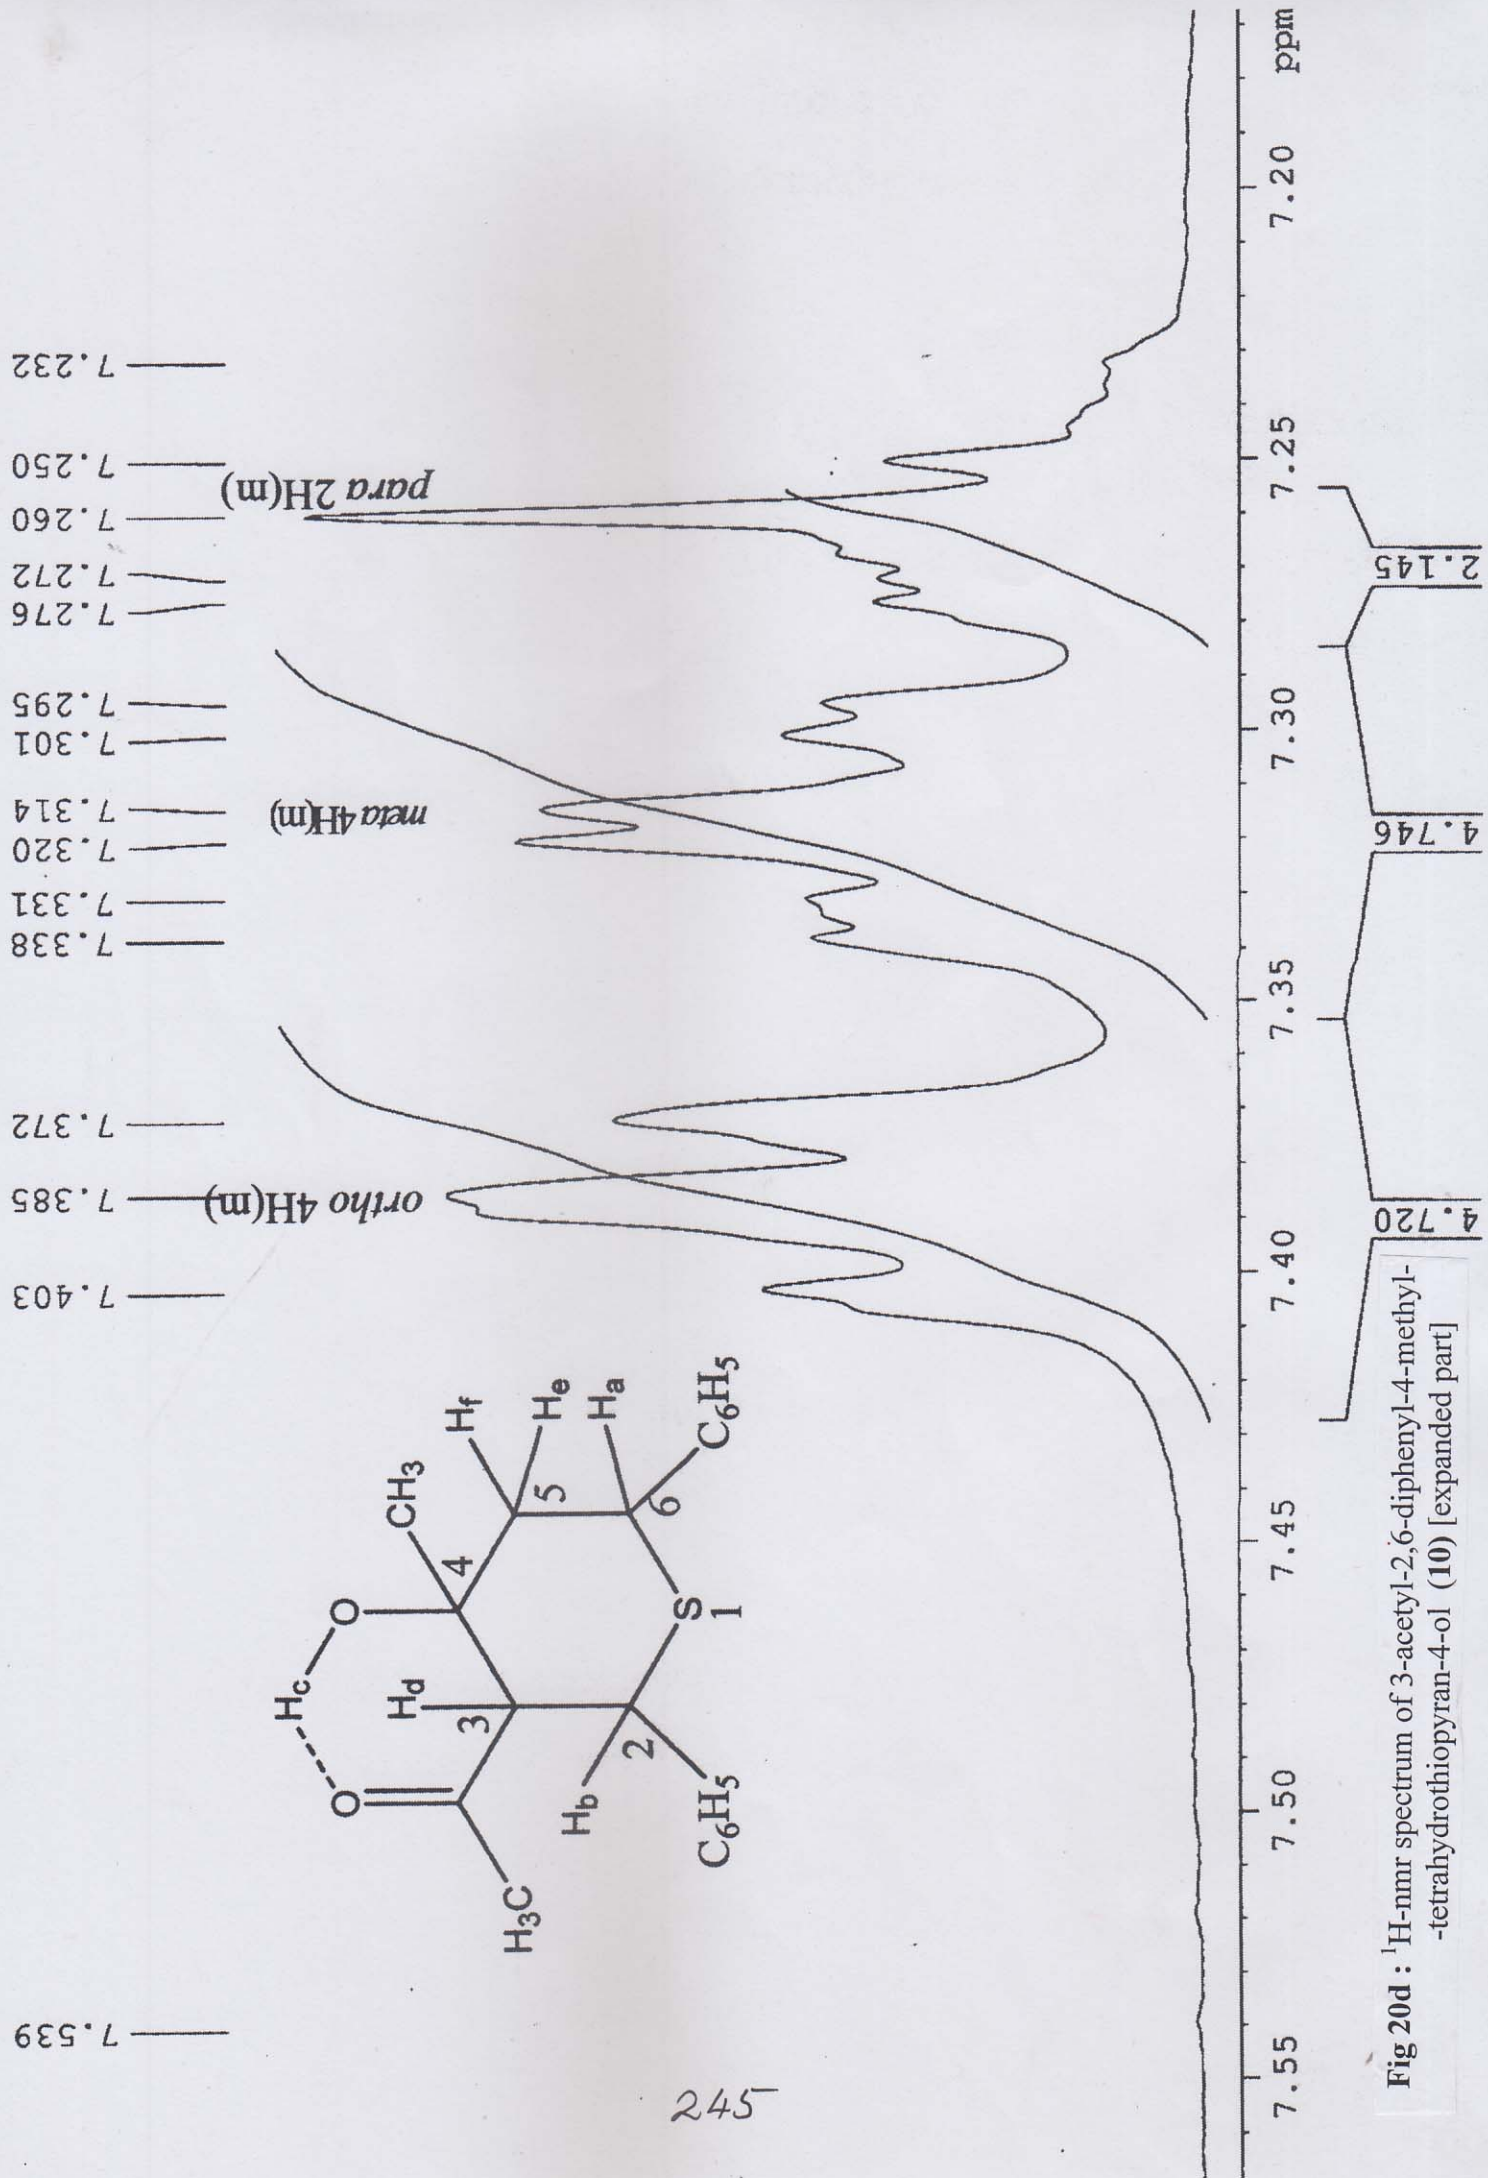 7.539
7.403
7.385
7.372
7.338
7.331
7.320
7.314
7.301
7.295
7.276
7.272
7.260
7.250
7.232
ortho 4H(m)
meta 4H(m)
para 2H(m)
Hc
O
O
H3C
Hd
CH3
4
3
5
Hf
He
Ha
Hb
2
6
C6H5
S
1
C6H5
245
7.55
7.50
7.45
7.40
7.35
7.30
7.25
7.20
ppm
4.720
4.746
2.145
Fig 20d : ¹H-nmr spectrum of 3-acetyl-2,6-diphenyl-4-methyl-
-tetrahydrothiopyran-4-ol (10) [expanded part]